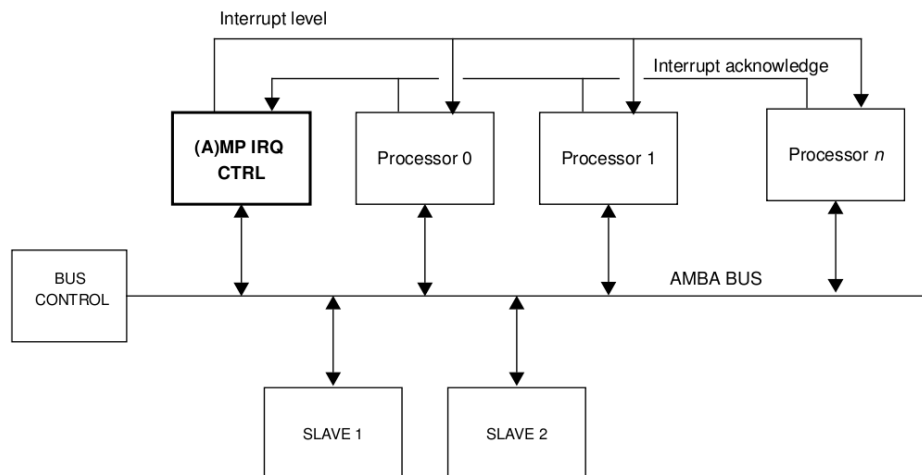 Interrupt level
Interrupt acknowledge
(A)MP IRQ
CTRL
Processor 0
Processor 1
Processor n
BUS
CONTROL
AMBA BUS
SLAVE 1
SLAVE 2